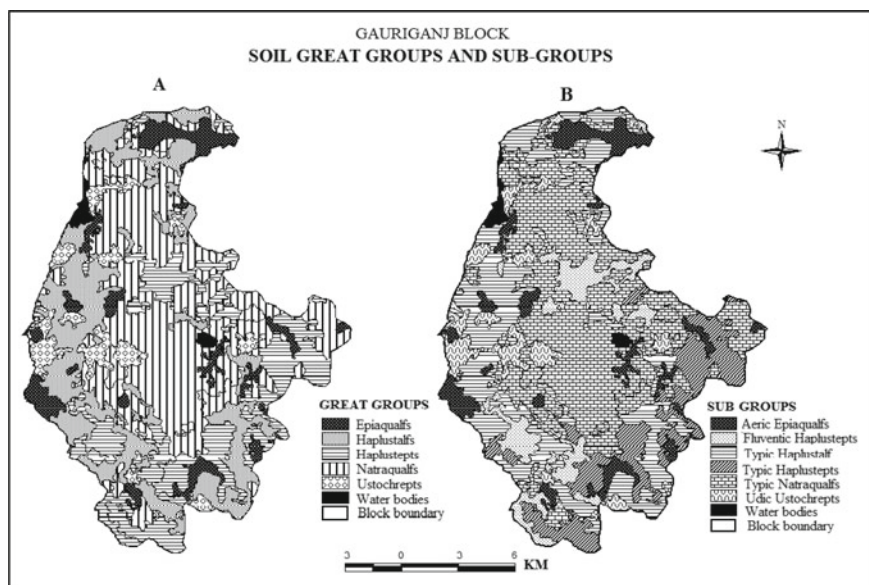 GAURIGANJ BLOCK
SOIL GREAT GROUPS AND SUB-GROUPS
A
B
N
GREAT GROUPS
Epiaqualfs
Haplustalfs
Haplustepts
Natraqualfs
Ustochrepts
Water bodies
Block boundary
SUB GROUPS
Aeric Epiaqualfs
Fluventic Haplustepts
Typic Haplustalf
Typic Haplustepts
Typic Natraqualfs
Udic Ustochrepts
Water bodies
Block boundary
3 0 3 6 KM